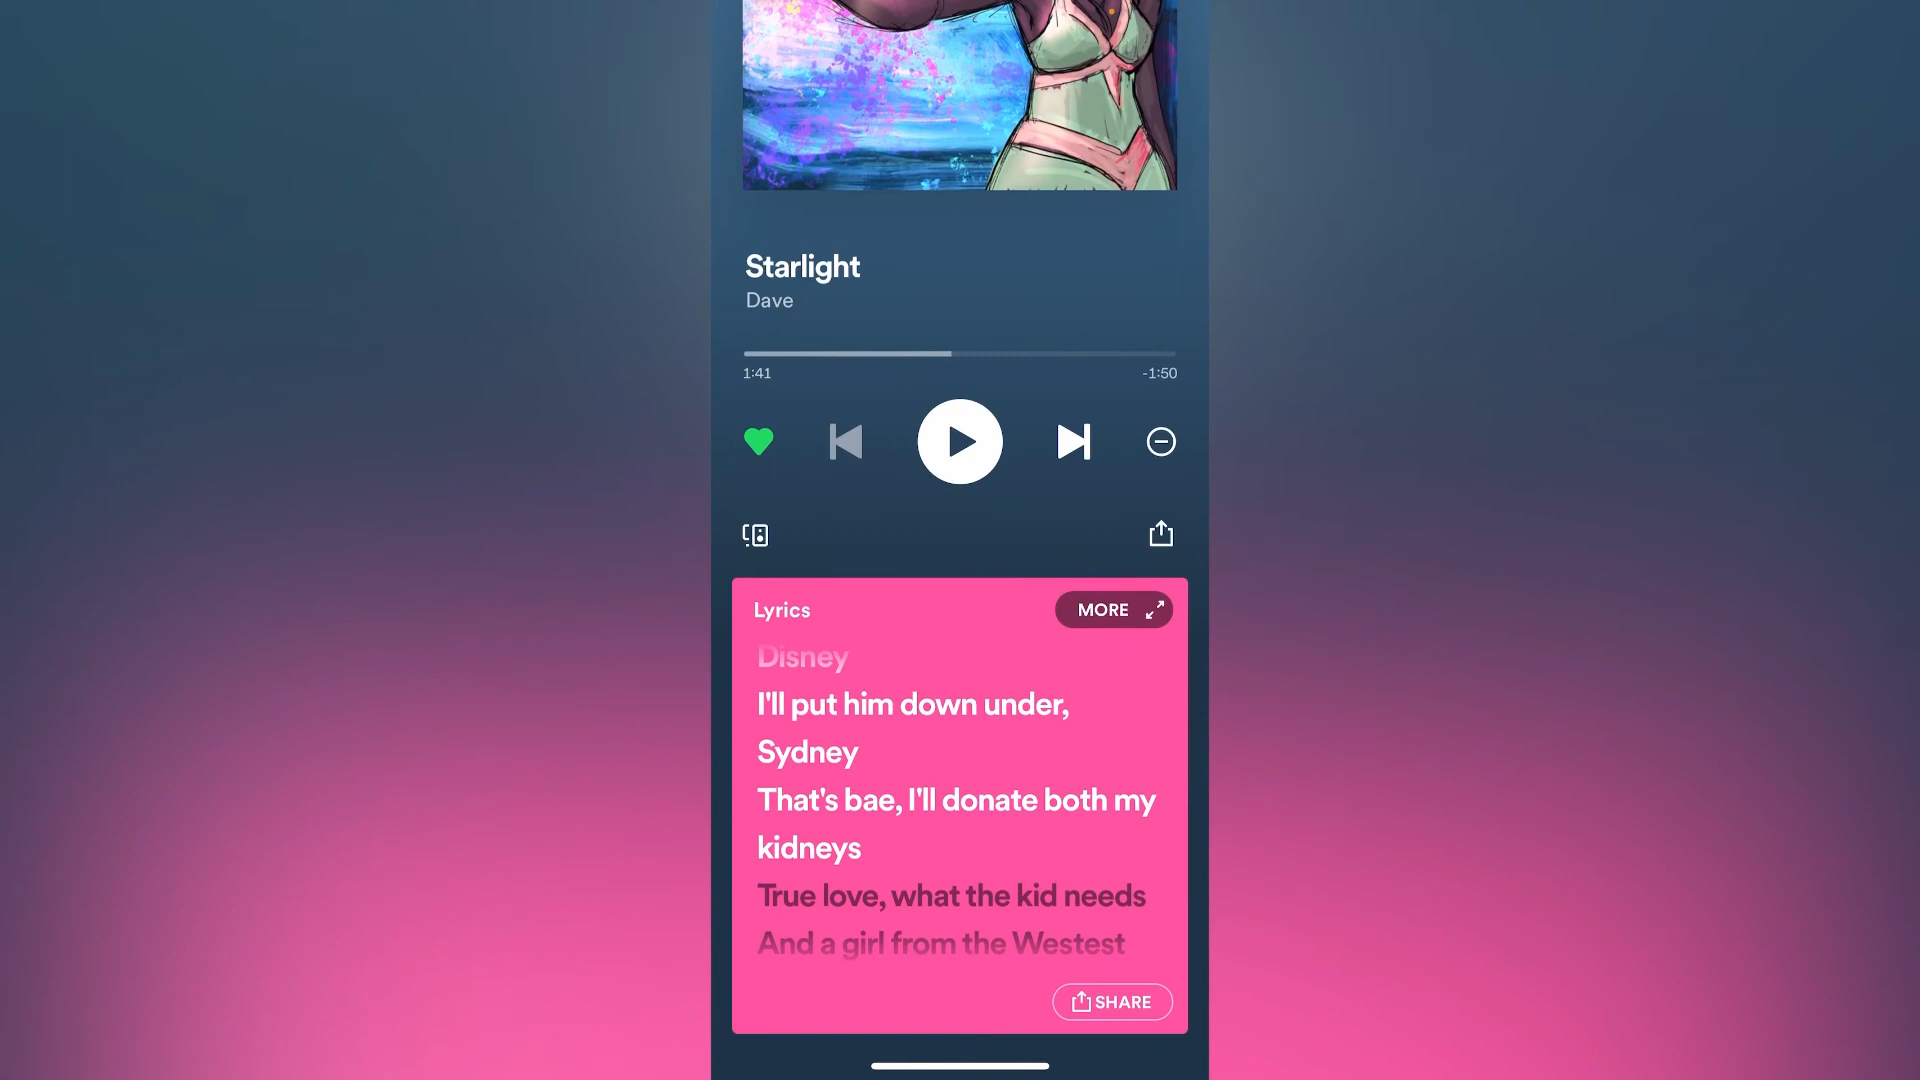 Starlight
Dave
1:41
-1:50
Lyrics
MORE
Disney
I'll put him down under,
Sydney
That's bae, I'll donate both my
kidneys
True love, what the kid needs
And a girl from the Westest
SHARE